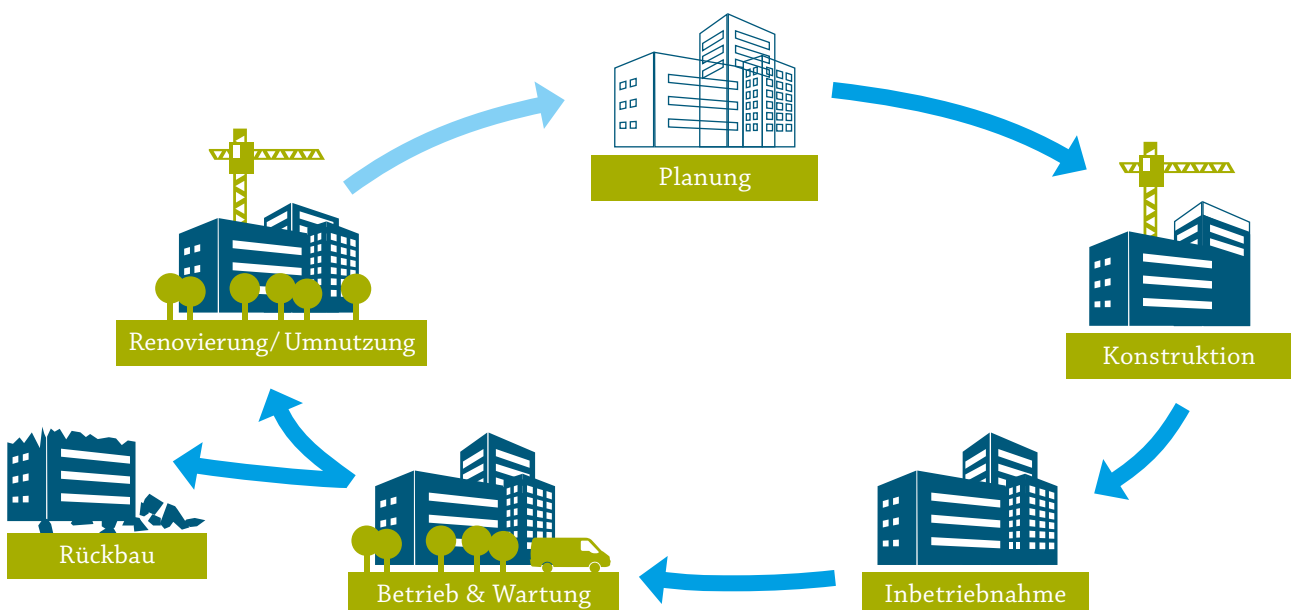 Planung
Renovierung/ Umnutzung
Konstruktion
Rückbau
Betrieb & Wartung
Inbetriebnahme